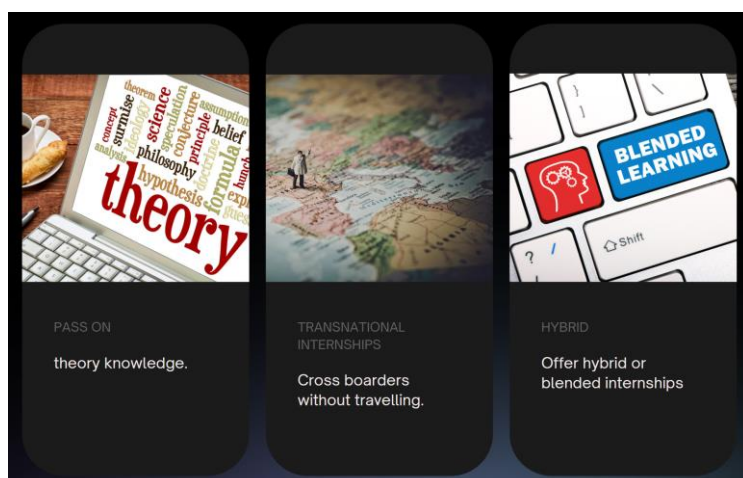 theorem
concept
surmise
ideology
science
speculation
conjecture
assumption
principle
belief
analysis
philosophy
doctrine
formula
hunch
hypothesis
theory
BLENDED
LEARNING
}
]
\
? /
Shift
PASS ON
theory knowledge.
TRANSNATIONAL
INTERNSHIPS
Cross boarders
without travelling.
HYBRID
Offer hybrid or
blended internships